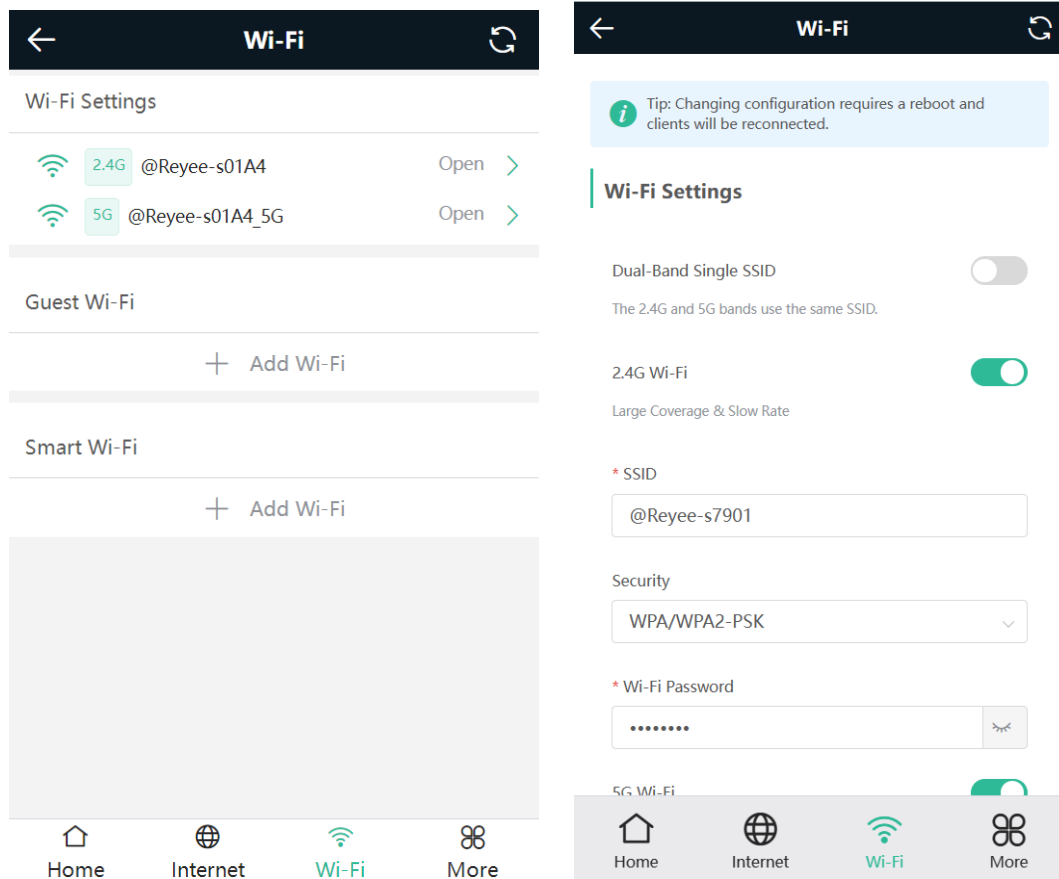 Wi-Fi
Wi-Fi Settings
2.4G @Reyee-s01A4 Open
5G @Reyee-s01A4_5G Open
Guest Wi-Fi
Add Wi-Fi
Smart Wi-Fi
Add Wi-Fi
Home Internet Wi-Fi More
Wi-Fi
Tip: Changing configuration requires a reboot and
clients will be reconnected.
Wi-Fi Settings
Dual-Band Single SSID
The 2.4G and 5G bands use the same SSID.
2.4G Wi-Fi
Large Coverage & Slow Rate
* SSID
@Reyee-s7901
Security
WPA/WPA2-PSK
* Wi-Fi Password
••••••••
5G Wi-Fi
Home Internet Wi-Fi More